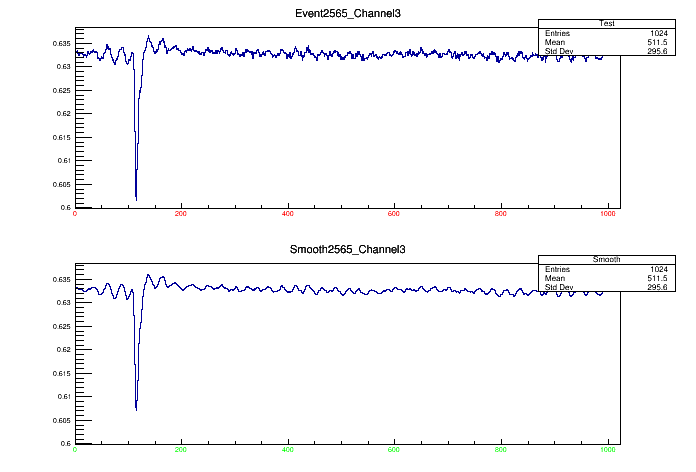 Event2565_Channel3
Test
Entries 1024
Mean 511.5
Std Dev 295.6
0.635
0.63
0.625
0.62
0.615
0.61
0.605
0.6
0 200 400 600 800 1000
Smooth2565_Channel3
Smooth
Entries 1024
Mean 511.5
Std Dev 295.6
0.635
0.63
0.625
0.62
0.615
0.61
0.605
0.6
0 200 400 600 800 1000